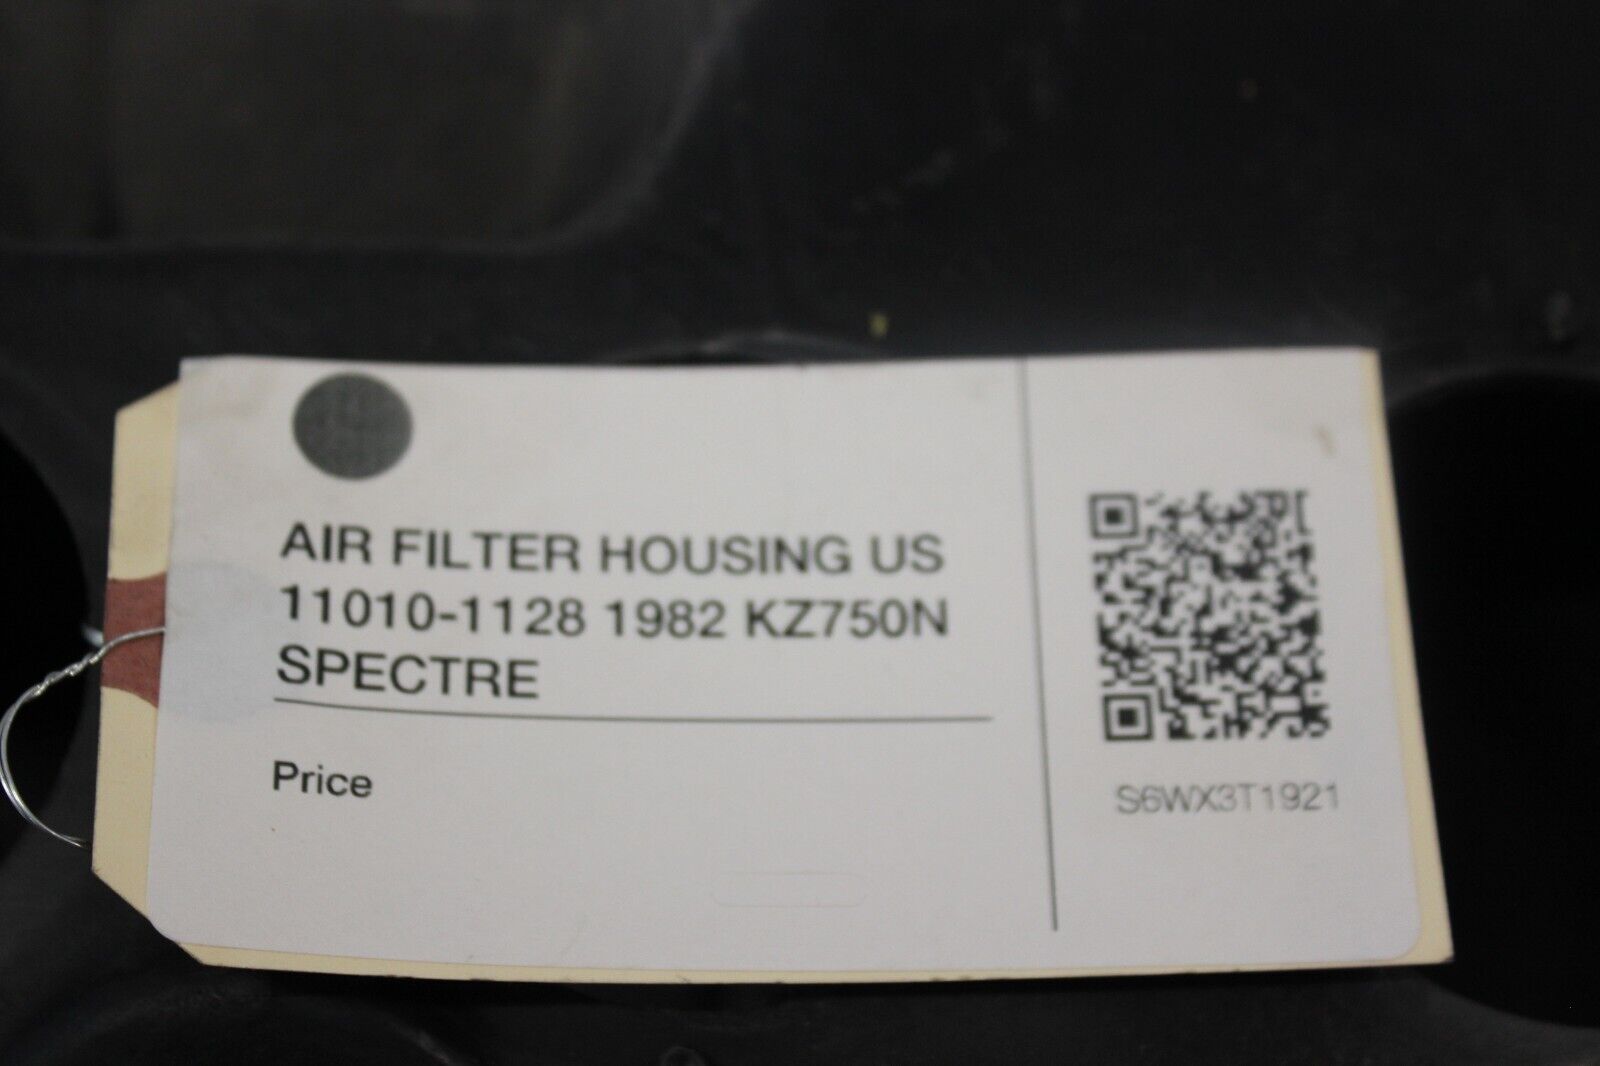 AIR FILTER HOUSING US
11010-1128 1982 KZ750N
SPECTRE
Price
S6WX3T1921